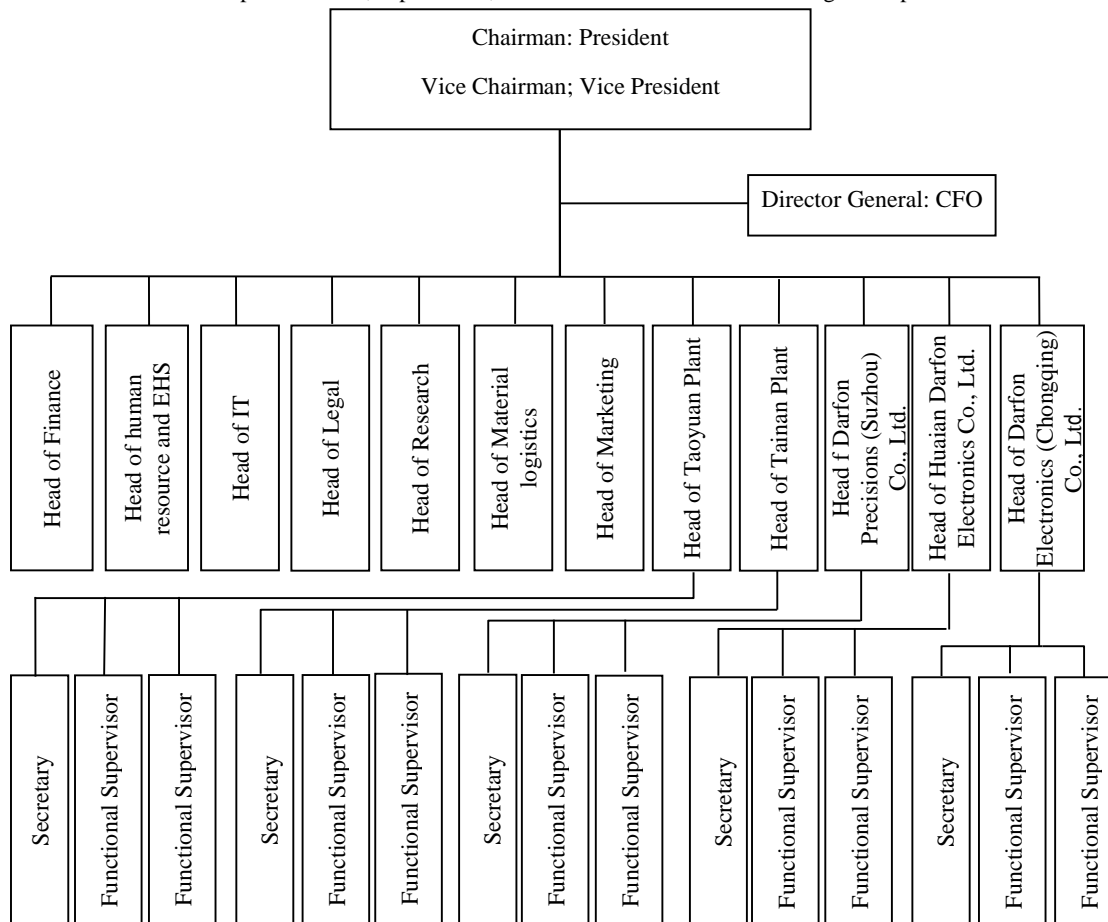 Chairman: President
Vice Chairman; Vice President
Director General: CFO
Head of Finance
Head of human
resource and EHS
Head of IT
Head of Legal
Head of Research
Head of Material
logistics
Head of Marketing
Head of Taoyuan Plant
Head of Tainan Plant
Head f Darfon
Precisions (Suzhou)
Co., Ltd.
Head of Huaian Darfon
Electronics Co., Ltd.
Head of Darfon
Electronics (Chongqing)
Co., Ltd.
Secretary
Functional Supervisor
Functional Supervisor
Secretary
Functional Supervisor
Functional Supervisor
Secretary
Functional Supervisor
Functional Supervisor
Secretary
Functional Supervisor
Functional Supervisor
Secretary
Functional Supervisor
Functional Supervisor